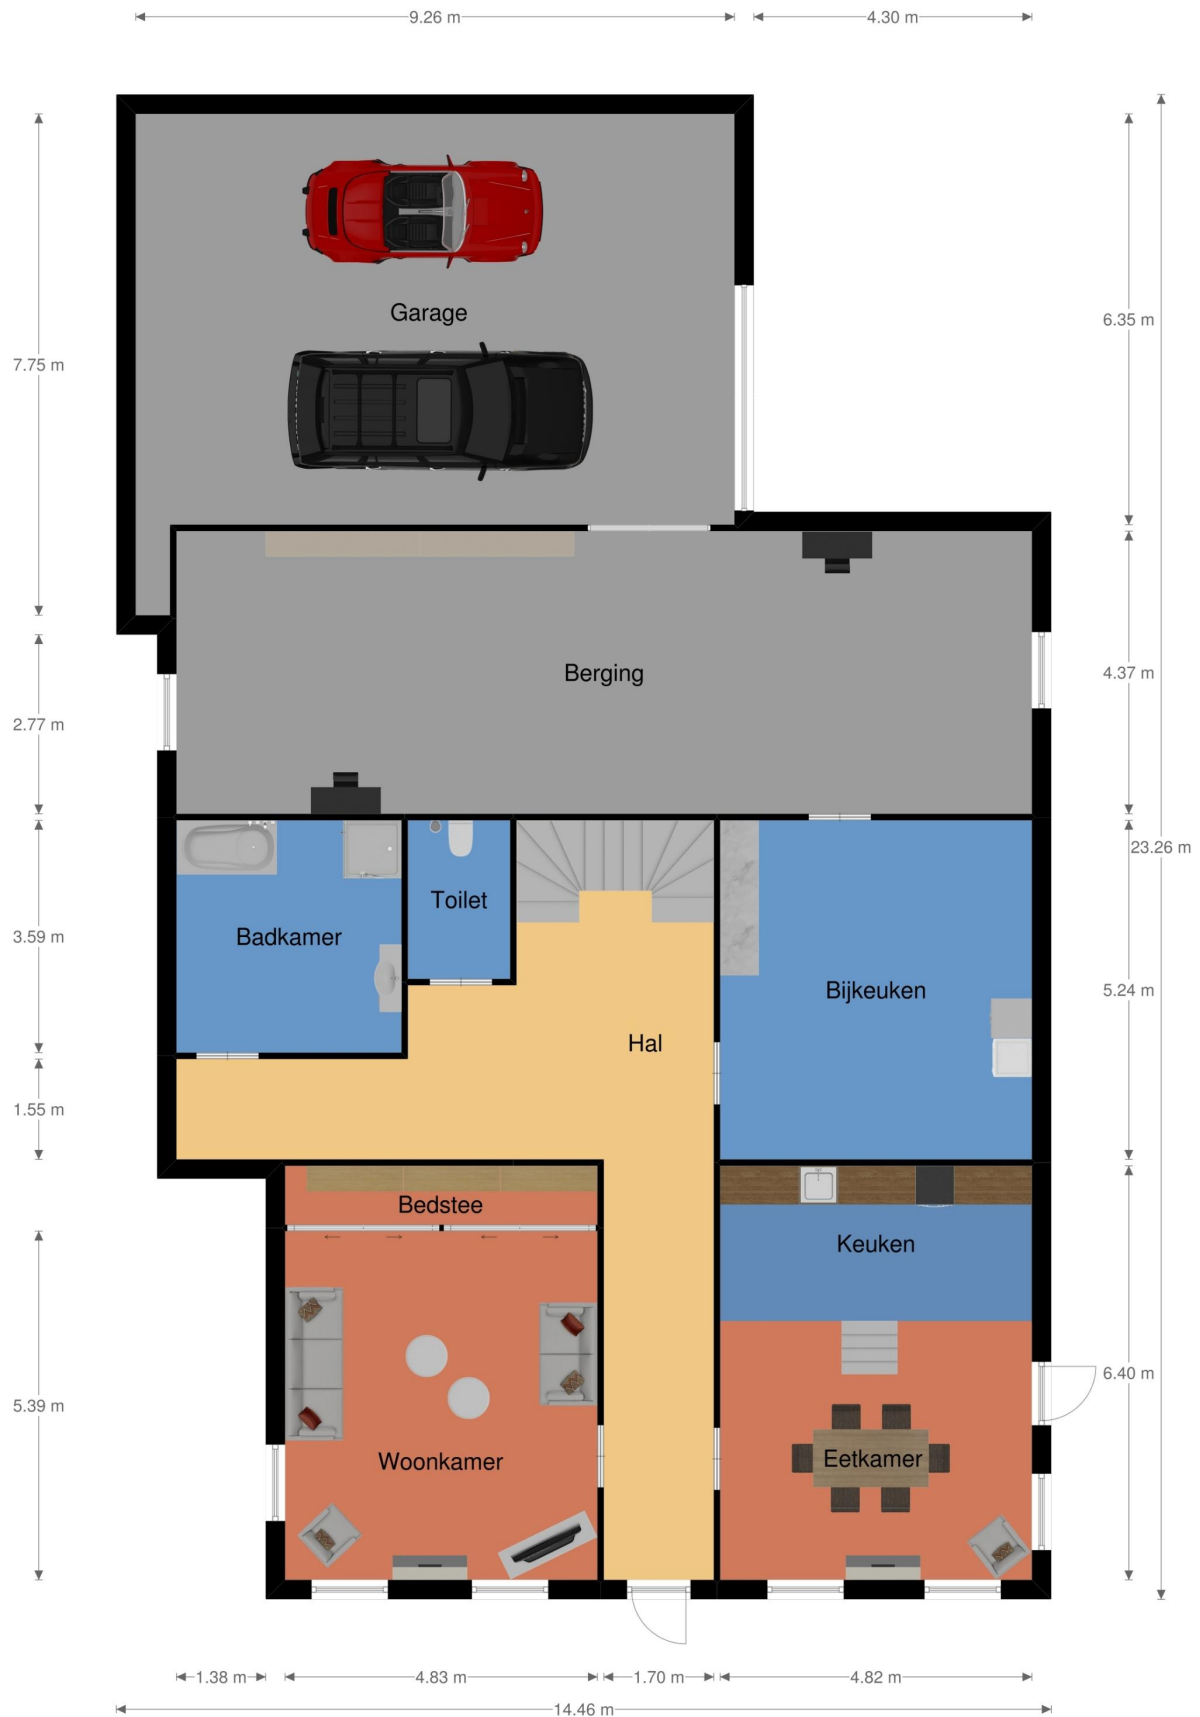 9.26 m
4.30 m
Garage
6.35 m
7.75 m
Berging
4.37 m
2.77 m
23.26 m
Toilet
Badkamer
3.59 m
Bijkeuken
5.24 m
Hal
1.55 m
Bedstee
Keuken
6.40 m
5.39 m
Woonkamer
Eetkamer
1.38 m
4.83 m
1.70 m
4.82 m
14.46 m